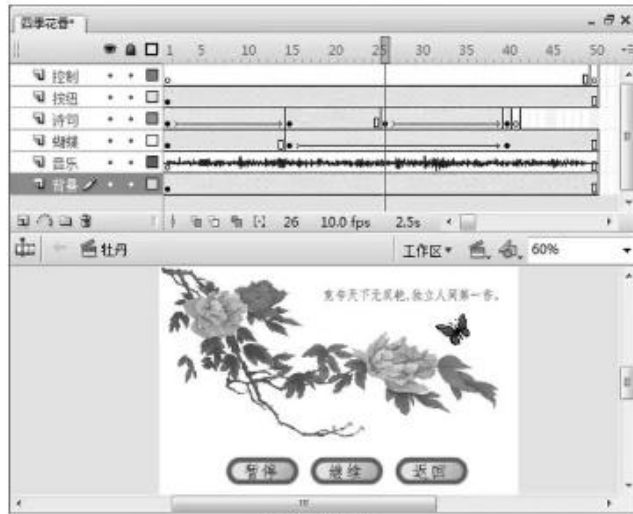 四季花香*
1 5 10 15 20 25 30 35 40 45 50
控制
按钮
诗句
蝴蝶
音乐
背景
26 10.0 fps 2.5s
牡丹
工作区 60%
竞夸天下无双艳,独立人间第一香。
暂停 继续 返回